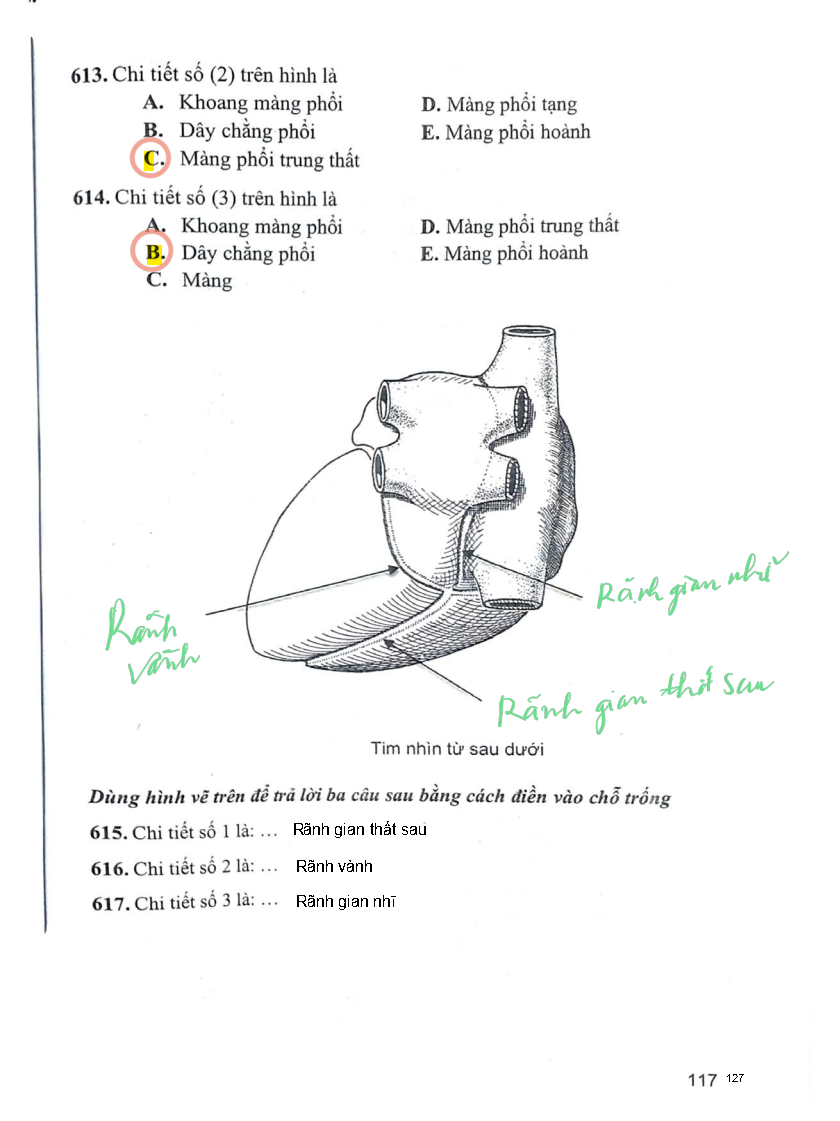 613. Chi tiết số (2) trên hình là
A. Khoang màng phổi D. Màng phổi tạng
B. Dây chằng phổi E. Màng phổi hoành
C. Màng phổi trung thất
614. Chi tiết số (3) trên hình là
A. Khoang màng phổi D. Màng phổi trung thất
B. Dây chằng phổi E. Màng phổi hoành
C. Màng
Rãnh gian nhĩ
Rãnh
vành
Rãnh gian thất sau
Tim nhìn từ sau dưới
Dùng hình vẽ trên để trả lời ba câu sau bằng cách điền vào chỗ trống
615. Chi tiết số 1 là: ... Rãnh gian thất sau
616. Chi tiết số 2 là: ... Rãnh vành
617. Chi tiết số 3 là: ... Rãnh gian nhĩ
117 127